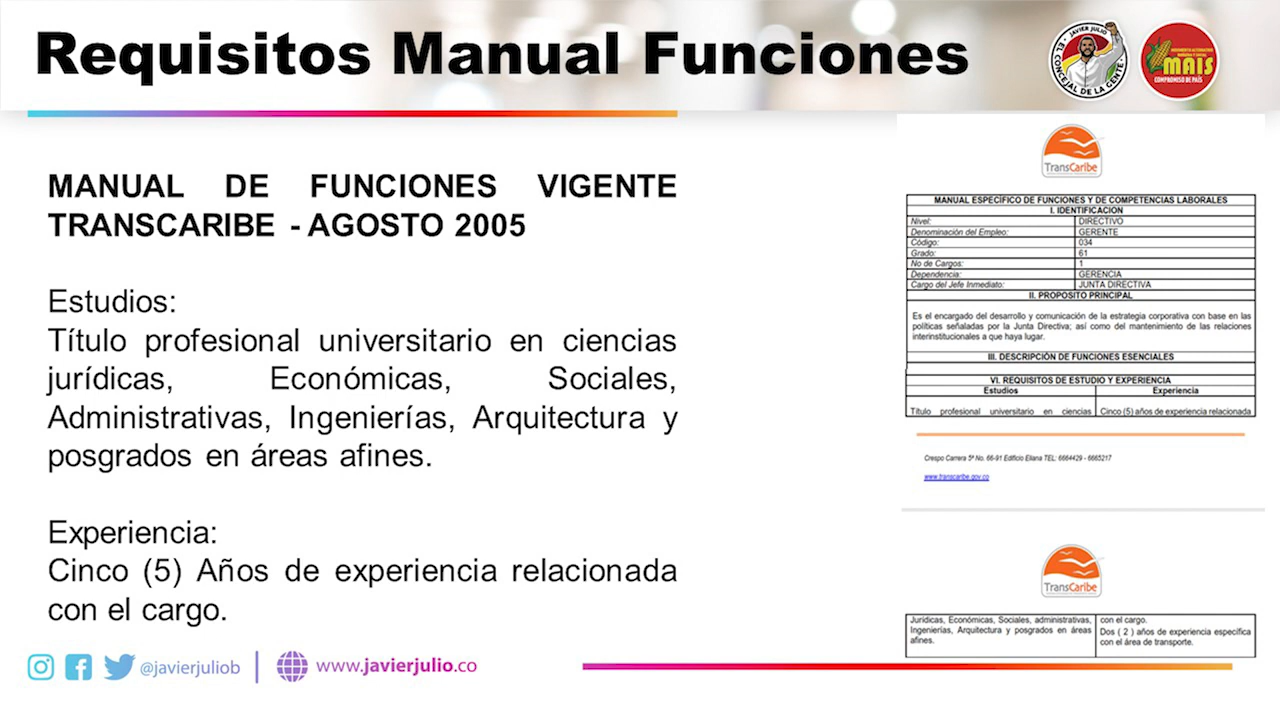 Requisitos Manual Funciones
EL CONCEJAL DE LA GENTE
JAVIER JULIO
MOVIMIENTO ALTERNATIVO
INDÍGENA Y SOCIAL
MAIS
COMPROMISO DE PAÍS
MANUAL DE FUNCIONES VIGENTE
TRANSCARIBE - AGOSTO 2005
Estudios:
Título profesional universitario en ciencias
jurídicas, Económicas, Sociales,
Administrativas, Ingenierías, Arquitectura y
posgrados en áreas afines.
Experiencia:
Cinco (5) Años de experiencia relacionada
con el cargo.
@javierjuliob
www.javierjulio.co
TransCaribe
MANUAL ESPECÍFICO DE FUNCIONES Y DE COMPETENCIAS LABORALES
I. IDENTIFICACION
Nivel: DIRECTIVO
Denominación del Empleo: GERENTE
Código: 034
Grado: 61
No de Cargos: 1
Dependencia: GERENCIA
Cargo del Jefe Inmediato: JUNTA DIRECTIVA
II. PROPOSITO PRINCIPAL
Es el encargado del desarrollo y comunicación de la estrategia corporativa con base en las
políticas señaladas por la Junta Directiva; así como del mantenimiento de las relaciones
interinstitucionales a que haya lugar.
III. DESCRIPCIÓN DE FUNCIONES ESENCIALES
VI. REQUISITOS DE ESTUDIO Y EXPERIENCIA
Estudios Experiencia
Título profesional universitario en ciencias Cinco (5) años de experiencia relacionada
Crespo Carrera 5ª No. 66-91 Edificio Eliana TEL: 6664429 - 6665217
www.transcaribe.gov.co
TransCaribe
Jurídicas, Económicas, Sociales, administrativas,
Ingenierías, Arquitectura y posgrados en áreas
afines.
con el cargo.
Dos ( 2 ) años de experiencia específica
con el área de transporte.